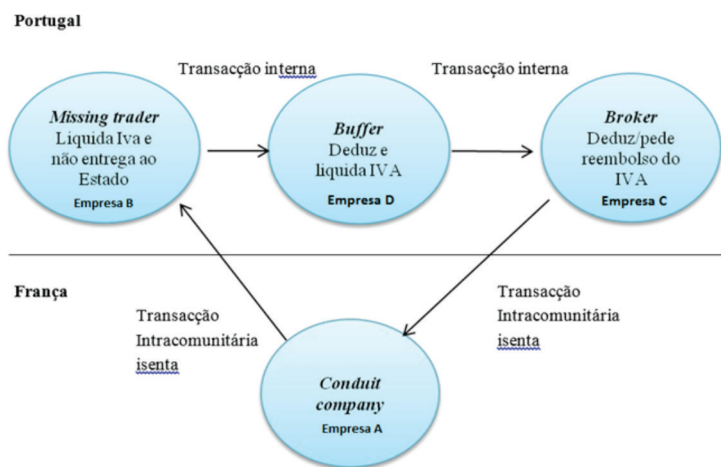 Portugal
Transacção interna
Transacção interna
Missing trader
Liquida Iva e
não entrega ao
Estado
Empresa B
Buffer
Deduz e
liquida IVA
Empresa D
Broker
Deduz/pede
reembolso do
IVA
Empresa C
França
Transacção
Intracomunitária
isenta
Transacção
Intracomunitária
isenta
Conduit
company
Empresa A